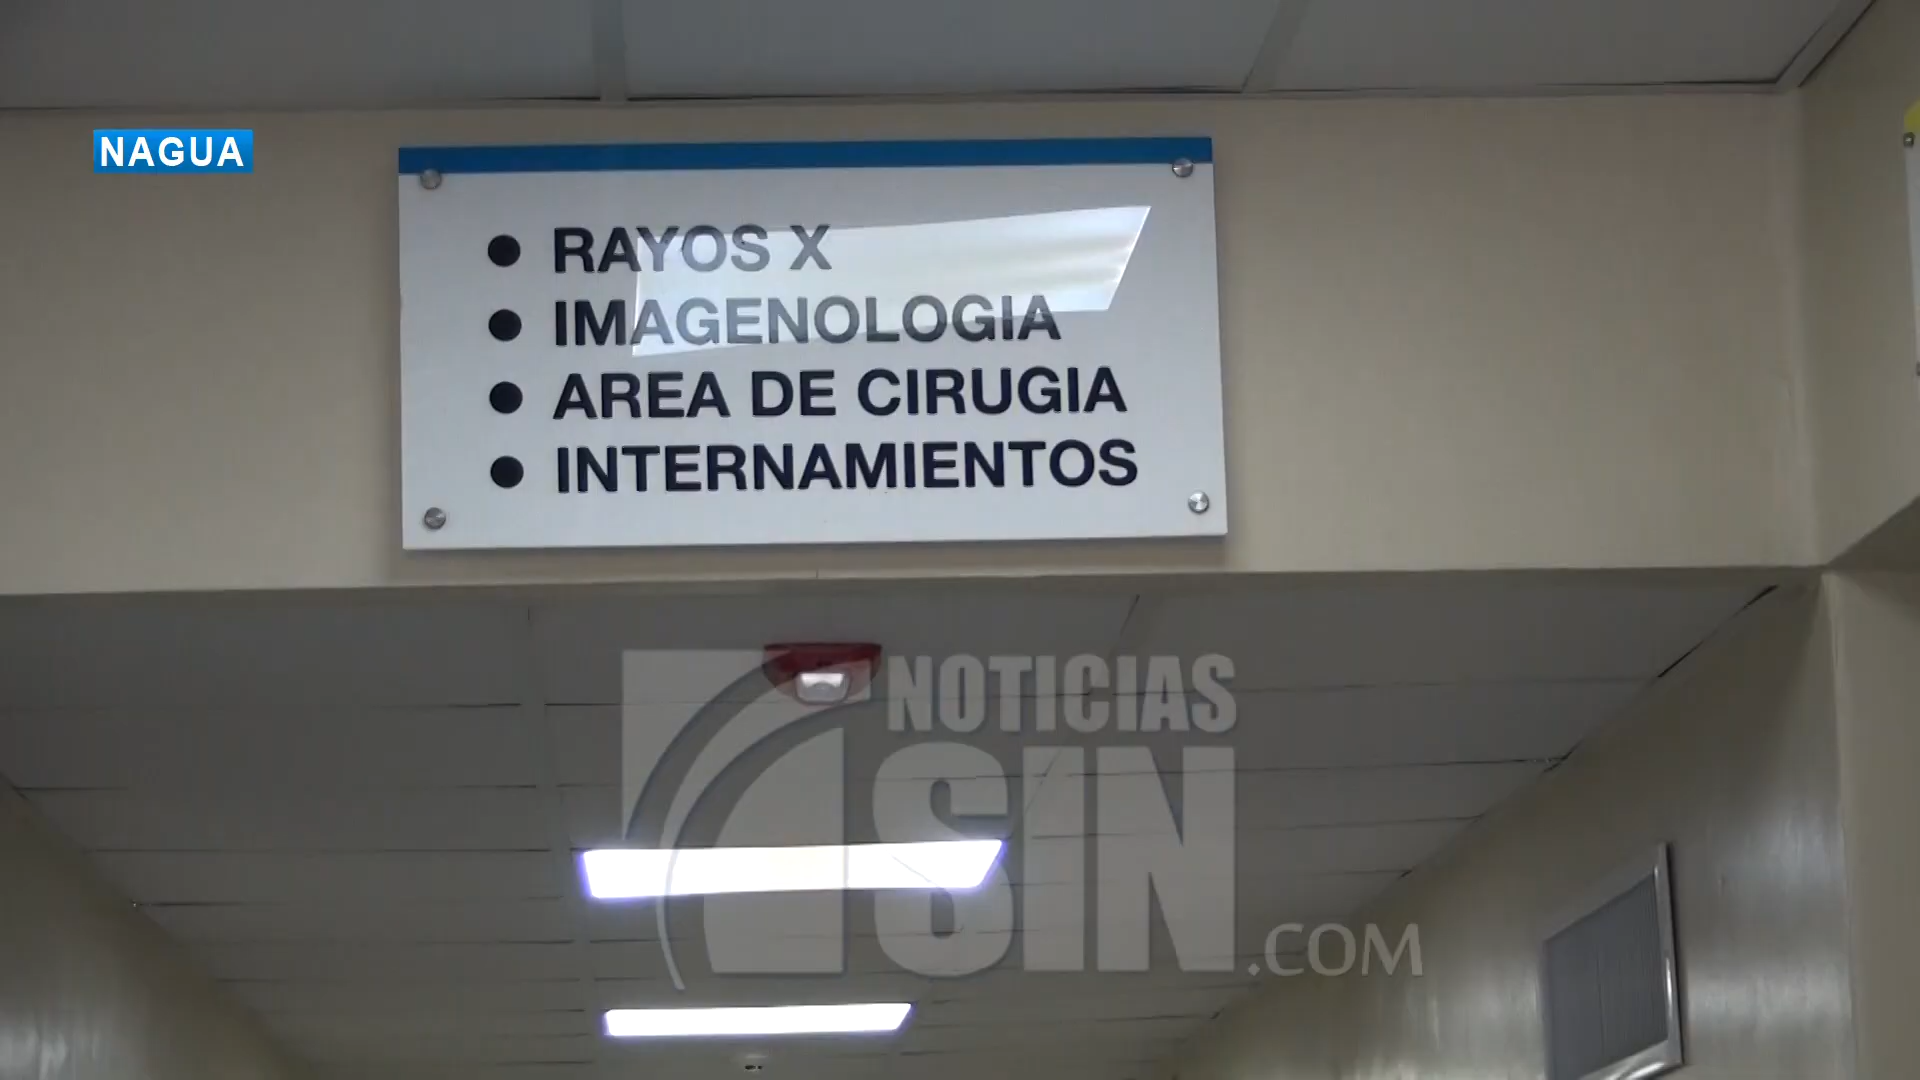 NAGUA
RAYOS X
IMAGENOLOGIA
AREA DE CIRUGIA
INTERNAMIENTOS
NOTICIAS
SIN.COM